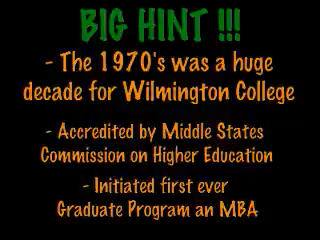 BIG HINT !!!
- The 1970's was a huge
decade for Wilmington College
- Accredited by Middle States
Commission on Higher Education
- Initiated first ever
Graduate Program an MBA